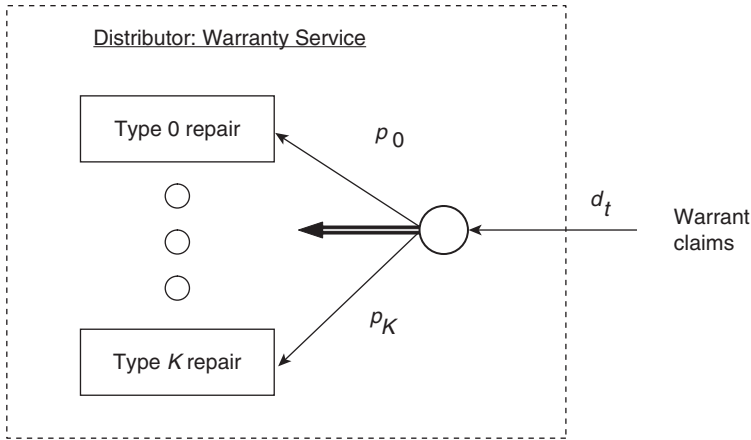 Distributor: Warranty Service
Type 0 repair
p0
dt
Warrant
claims
pK
Type K repair